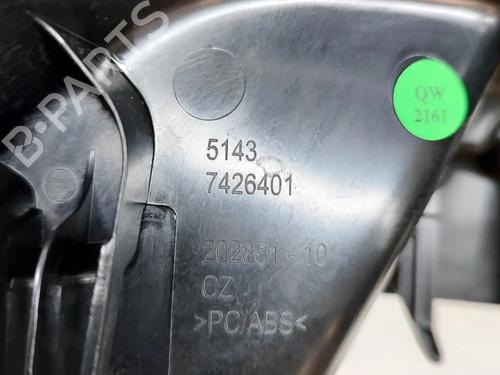 B-PARTS
QW
2161
5143
7426401
202851-10
CZ
>PC/ABS<